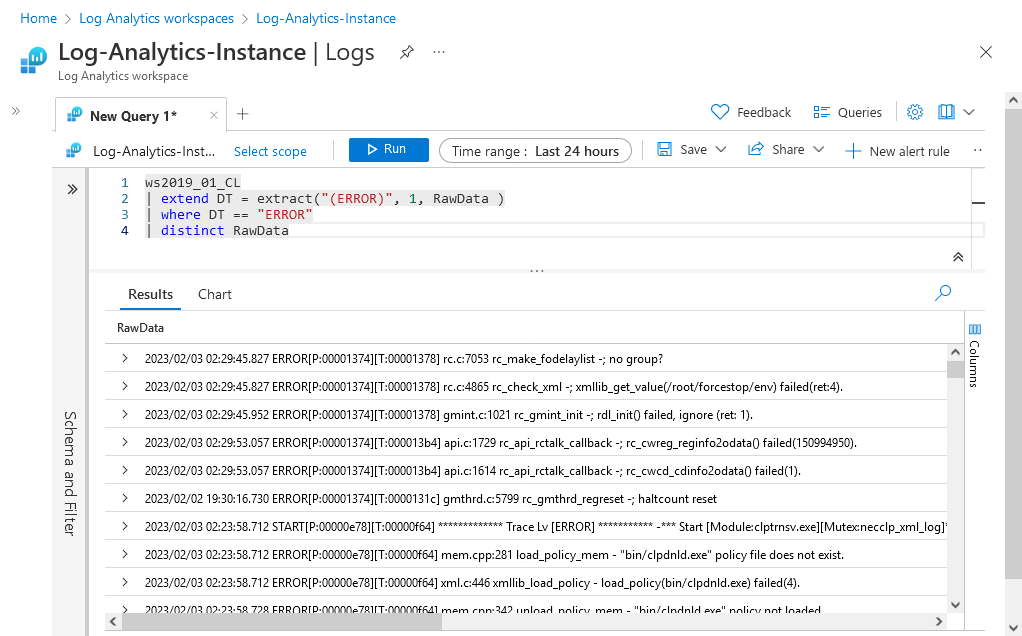 Home > Log Analytics workspaces > Log-Analytics-Instance
Log-Analytics-Instance | Logs ...
Log Analytics workspace
New Query 1*
Feedback
Queries
Log-Analytics-Inst...
Select scope
Run
Time range : Last 24 hours
Save
Share
New alert rule
1 ws2019_01_CL
2 | extend DT = extract("(ERROR)", 1, RawData )
3 | where DT == "ERROR"
4 | distinct RawData
Schema and Filter
Results
Chart
RawData
Columns
2023/02/03 02:29:45.827 ERROR[P:00001374][T:00001378] rc.c:7053 rc_make_fodelaylist -; no group?
2023/02/03 02:29:45.827 ERROR[P:00001374][T:00001378] rc.c:4865 rc_check_xml -; xmllib_get_value(/root/forcestop/env) failed(ret:4).
2023/02/03 02:29:45.952 ERROR[P:00001374][T:00001378] gmint.c:1021 rc_gmint_init -; rdl_init() failed, ignore (ret: 1).
2023/02/03 02:29:53.057 ERROR[P:00001374][T:000013b4] api.c:1729 rc_api_rctalk_callback -; rc_cwreg_reginfo2odata() failed(150994950).
2023/02/03 02:29:53.057 ERROR[P:00001374][T:000013b4] api.c:1614 rc_api_rctalk_callback -; rc_cwcd_cdinfo2odata() failed(1).
2023/02/02 19:30:16.730 ERROR[P:00001374][T:0000131c] gmthrd.c:5799 rc_gmthrd_regreset -; haltcount reset
2023/02/03 02:23:58.712 START[P:00000e78][T:00000f64] ************* Trace Lv [ERROR] *********** -*** Start [Module:clptrnsv.exe][Mutex:necclp_xml_log]*
2023/02/03 02:23:58.712 ERROR[P:00000e78][T:00000f64] mem.cpp:281 load_policy_mem - "bin/clpdnld.exe" policy file does not exist.
2023/02/03 02:23:58.712 ERROR[P:00000e78][T:00000f64] xml.c:446 xmllib_load_policy - load_policy(bin/clpdnld.exe) failed(4).
2023/02/03 02:23:58.728 ERROR[P:00000e78][T:00000f64] mem.cpp:342 unload_policy_mem - "bin/clpdnld.exe" policy not loaded